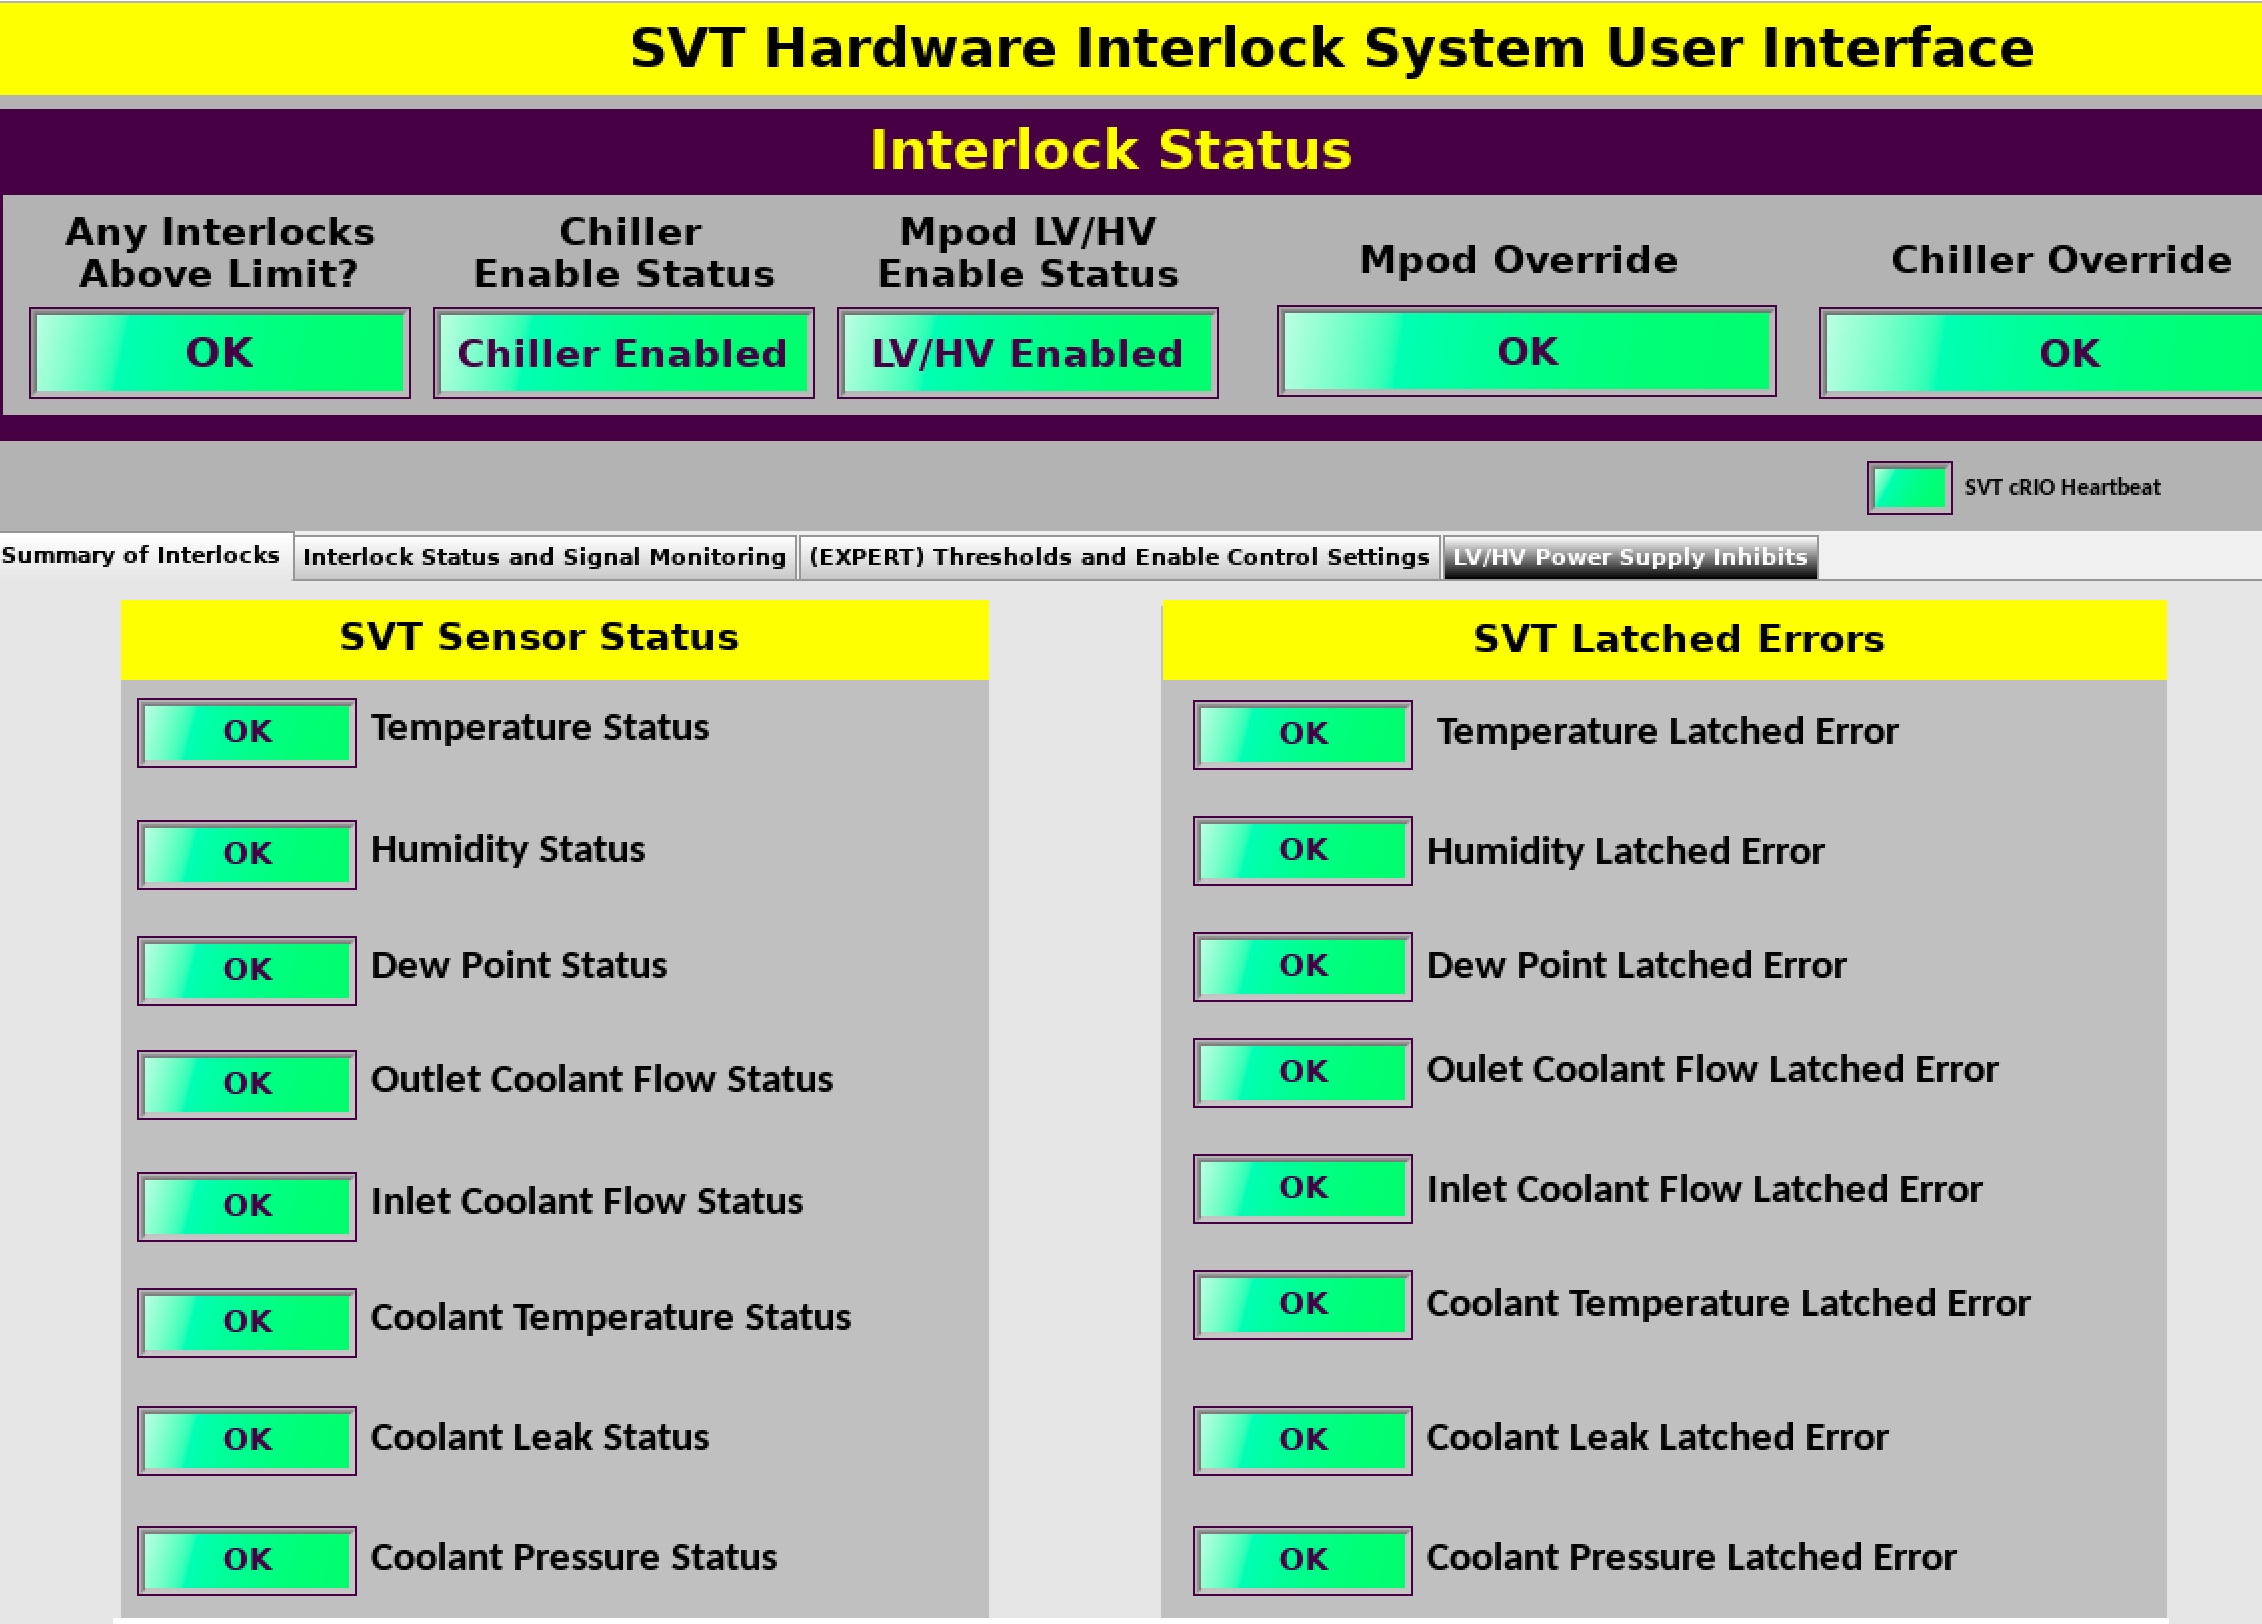 SVT Hardware Interlock System User Interface
Interlock Status
Any Interlocks
Above Limit?
OK
Chiller
Enable Status
Chiller Enabled
Mpod LV/HV
Enable Status
LV/HV Enabled
Mpod Override
OK
Chiller Override
OK
SVT cRIO Heartbeat
Summary of Interlocks
Interlock Status and Signal Monitoring
(EXPERT) Thresholds and Enable Control Settings
LV/HV Power Supply Inhibits
SVT Sensor Status
OK Temperature Status
OK Humidity Status
OK Dew Point Status
OK Outlet Coolant Flow Status
OK Inlet Coolant Flow Status
OK Coolant Temperature Status
OK Coolant Leak Status
OK Coolant Pressure Status
SVT Latched Errors
OK Temperature Latched Error
OK Humidity Latched Error
OK Dew Point Latched Error
OK Oulet Coolant Flow Latched Error
OK Inlet Coolant Flow Latched Error
OK Coolant Temperature Latched Error
OK Coolant Leak Latched Error
OK Coolant Pressure Latched Error